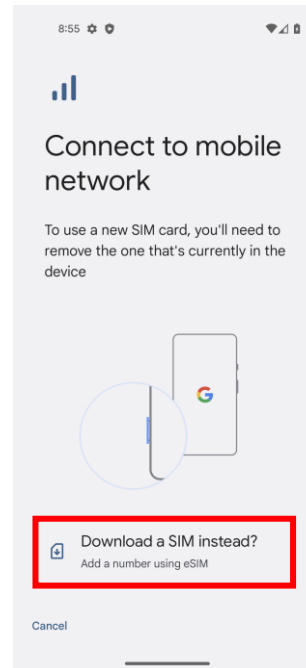 8:55
Connect to mobile
network
To use a new SIM card, you'll need to
remove the one that's currently in the
device
G
Download a SIM instead?
Add a number using eSIM
Cancel